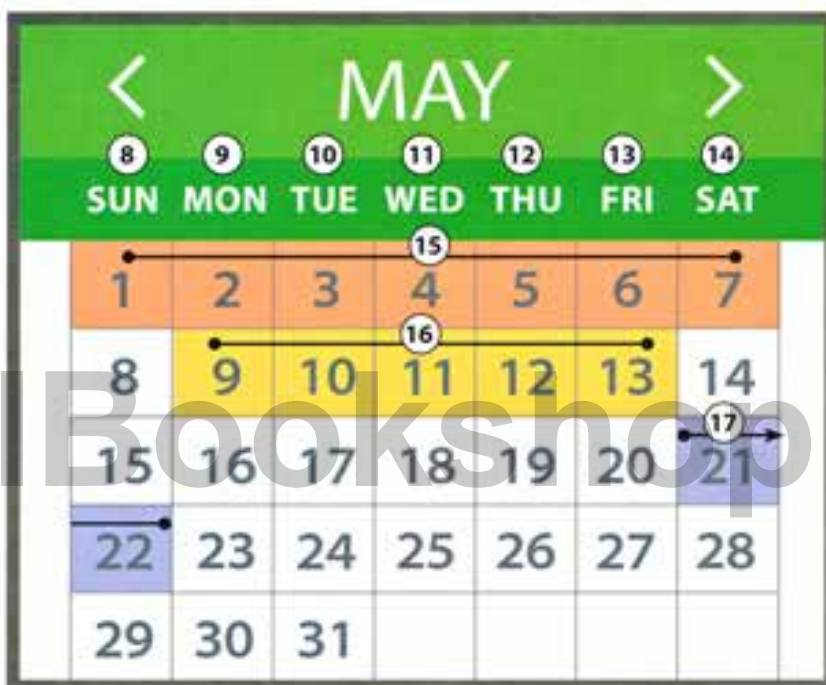 < MAY >
8 9 10 11 12 13 14
SUN MON TUE WED THU FRI SAT
15
1 2 3 4 5 6 7
16
8 9 10 11 12 13 14
17
15 16 17 18 19 20 21
22 23 24 25 26 27 28
29 30 31
Bookshop